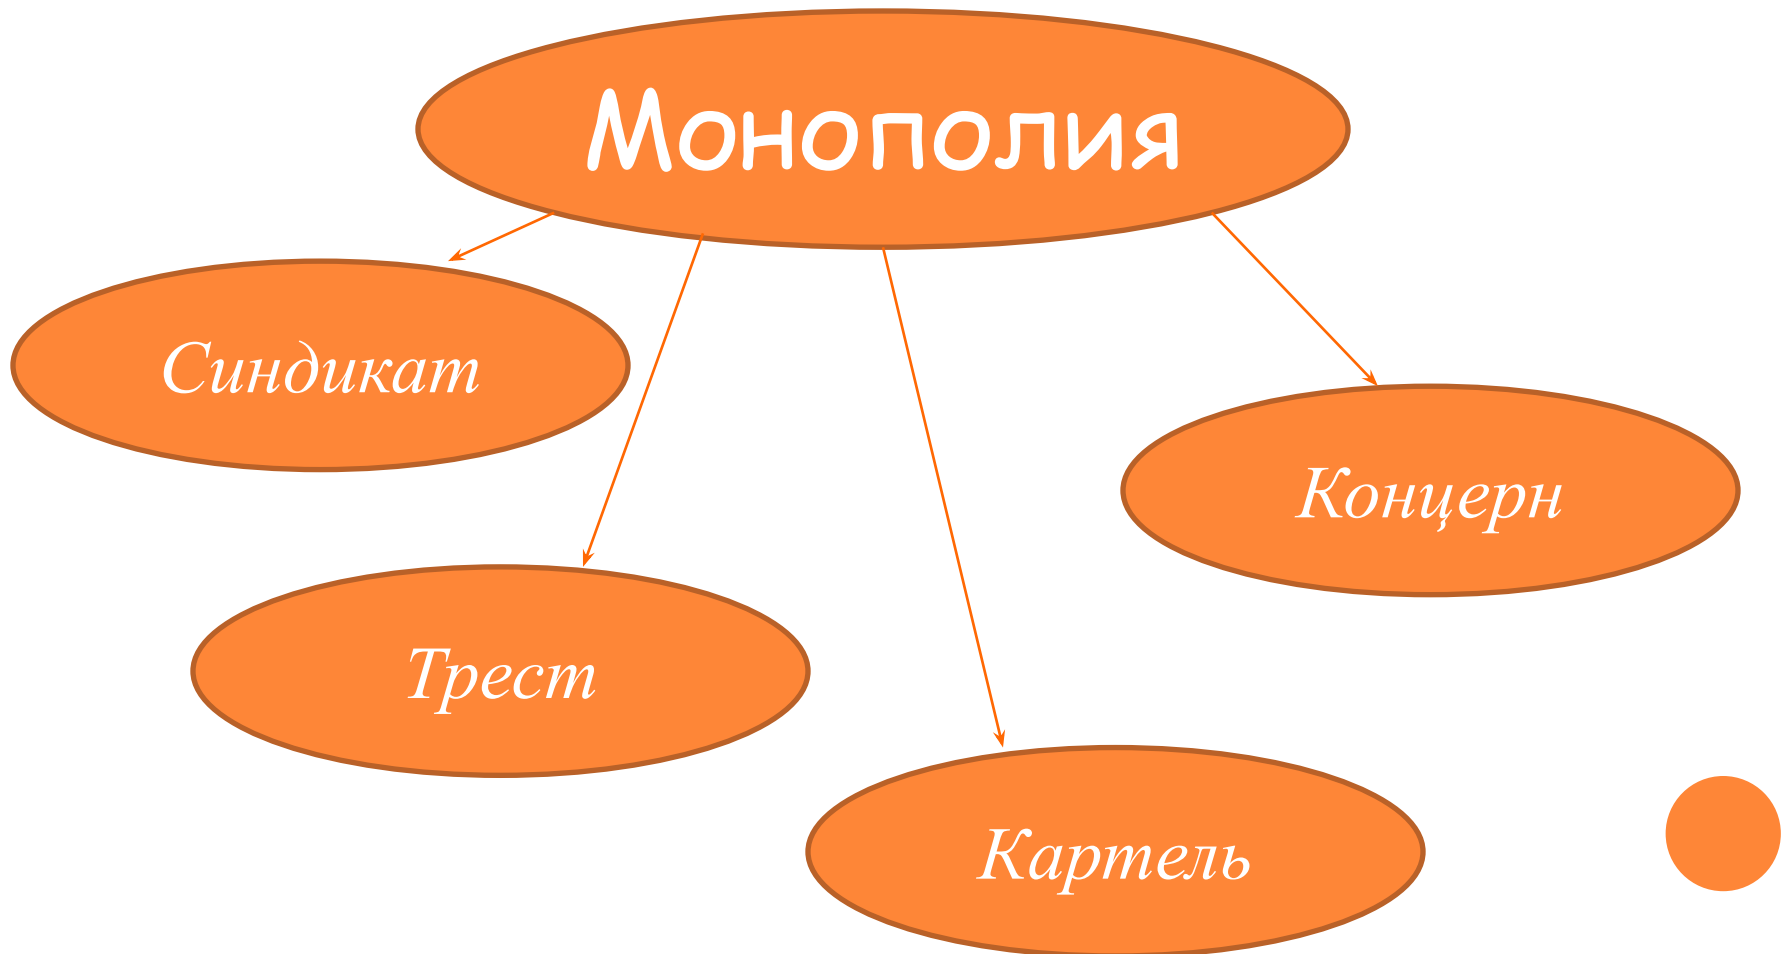 Монополия
Синдикат
Концерн
Трест
Картель